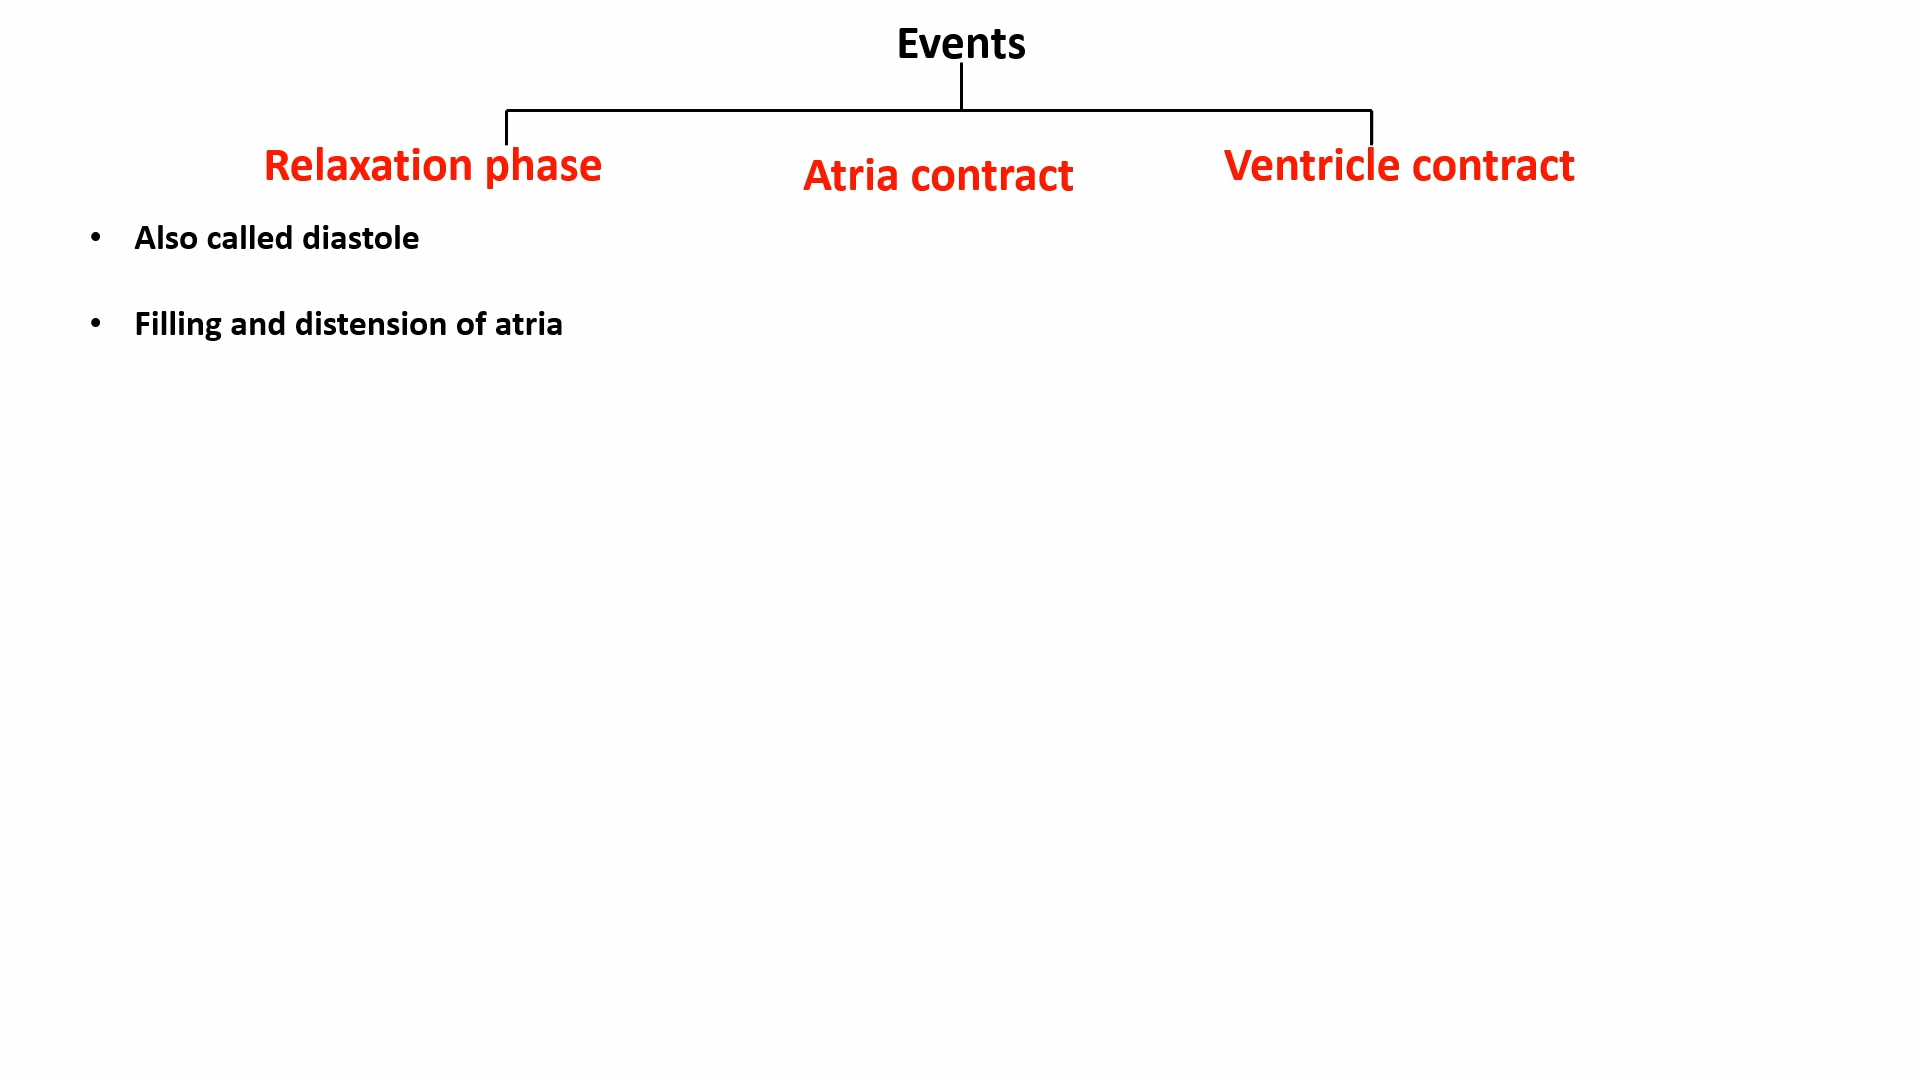 Events
Relaxation phase
Atria contract
Ventricle contract
• Also called diastole
• Filling and distension of atria